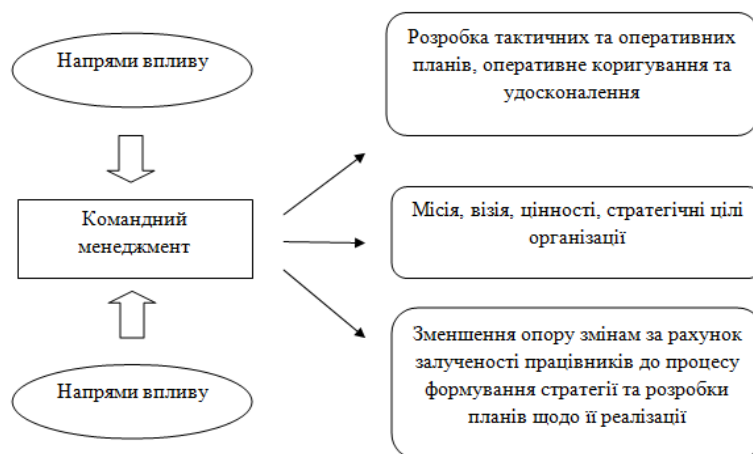 Напрями впливу
Розробка тактичних та оперативних
планів, оперативне коригування та
удосконалення
Командний
менеджмент
Місія, візія, цінності, стратегічні цілі
організації
Зменшення опору змінам за рахунок
залученості працівників до процесу
формування стратегії та розробки
планів щодо її реалізації
Напрями впливу